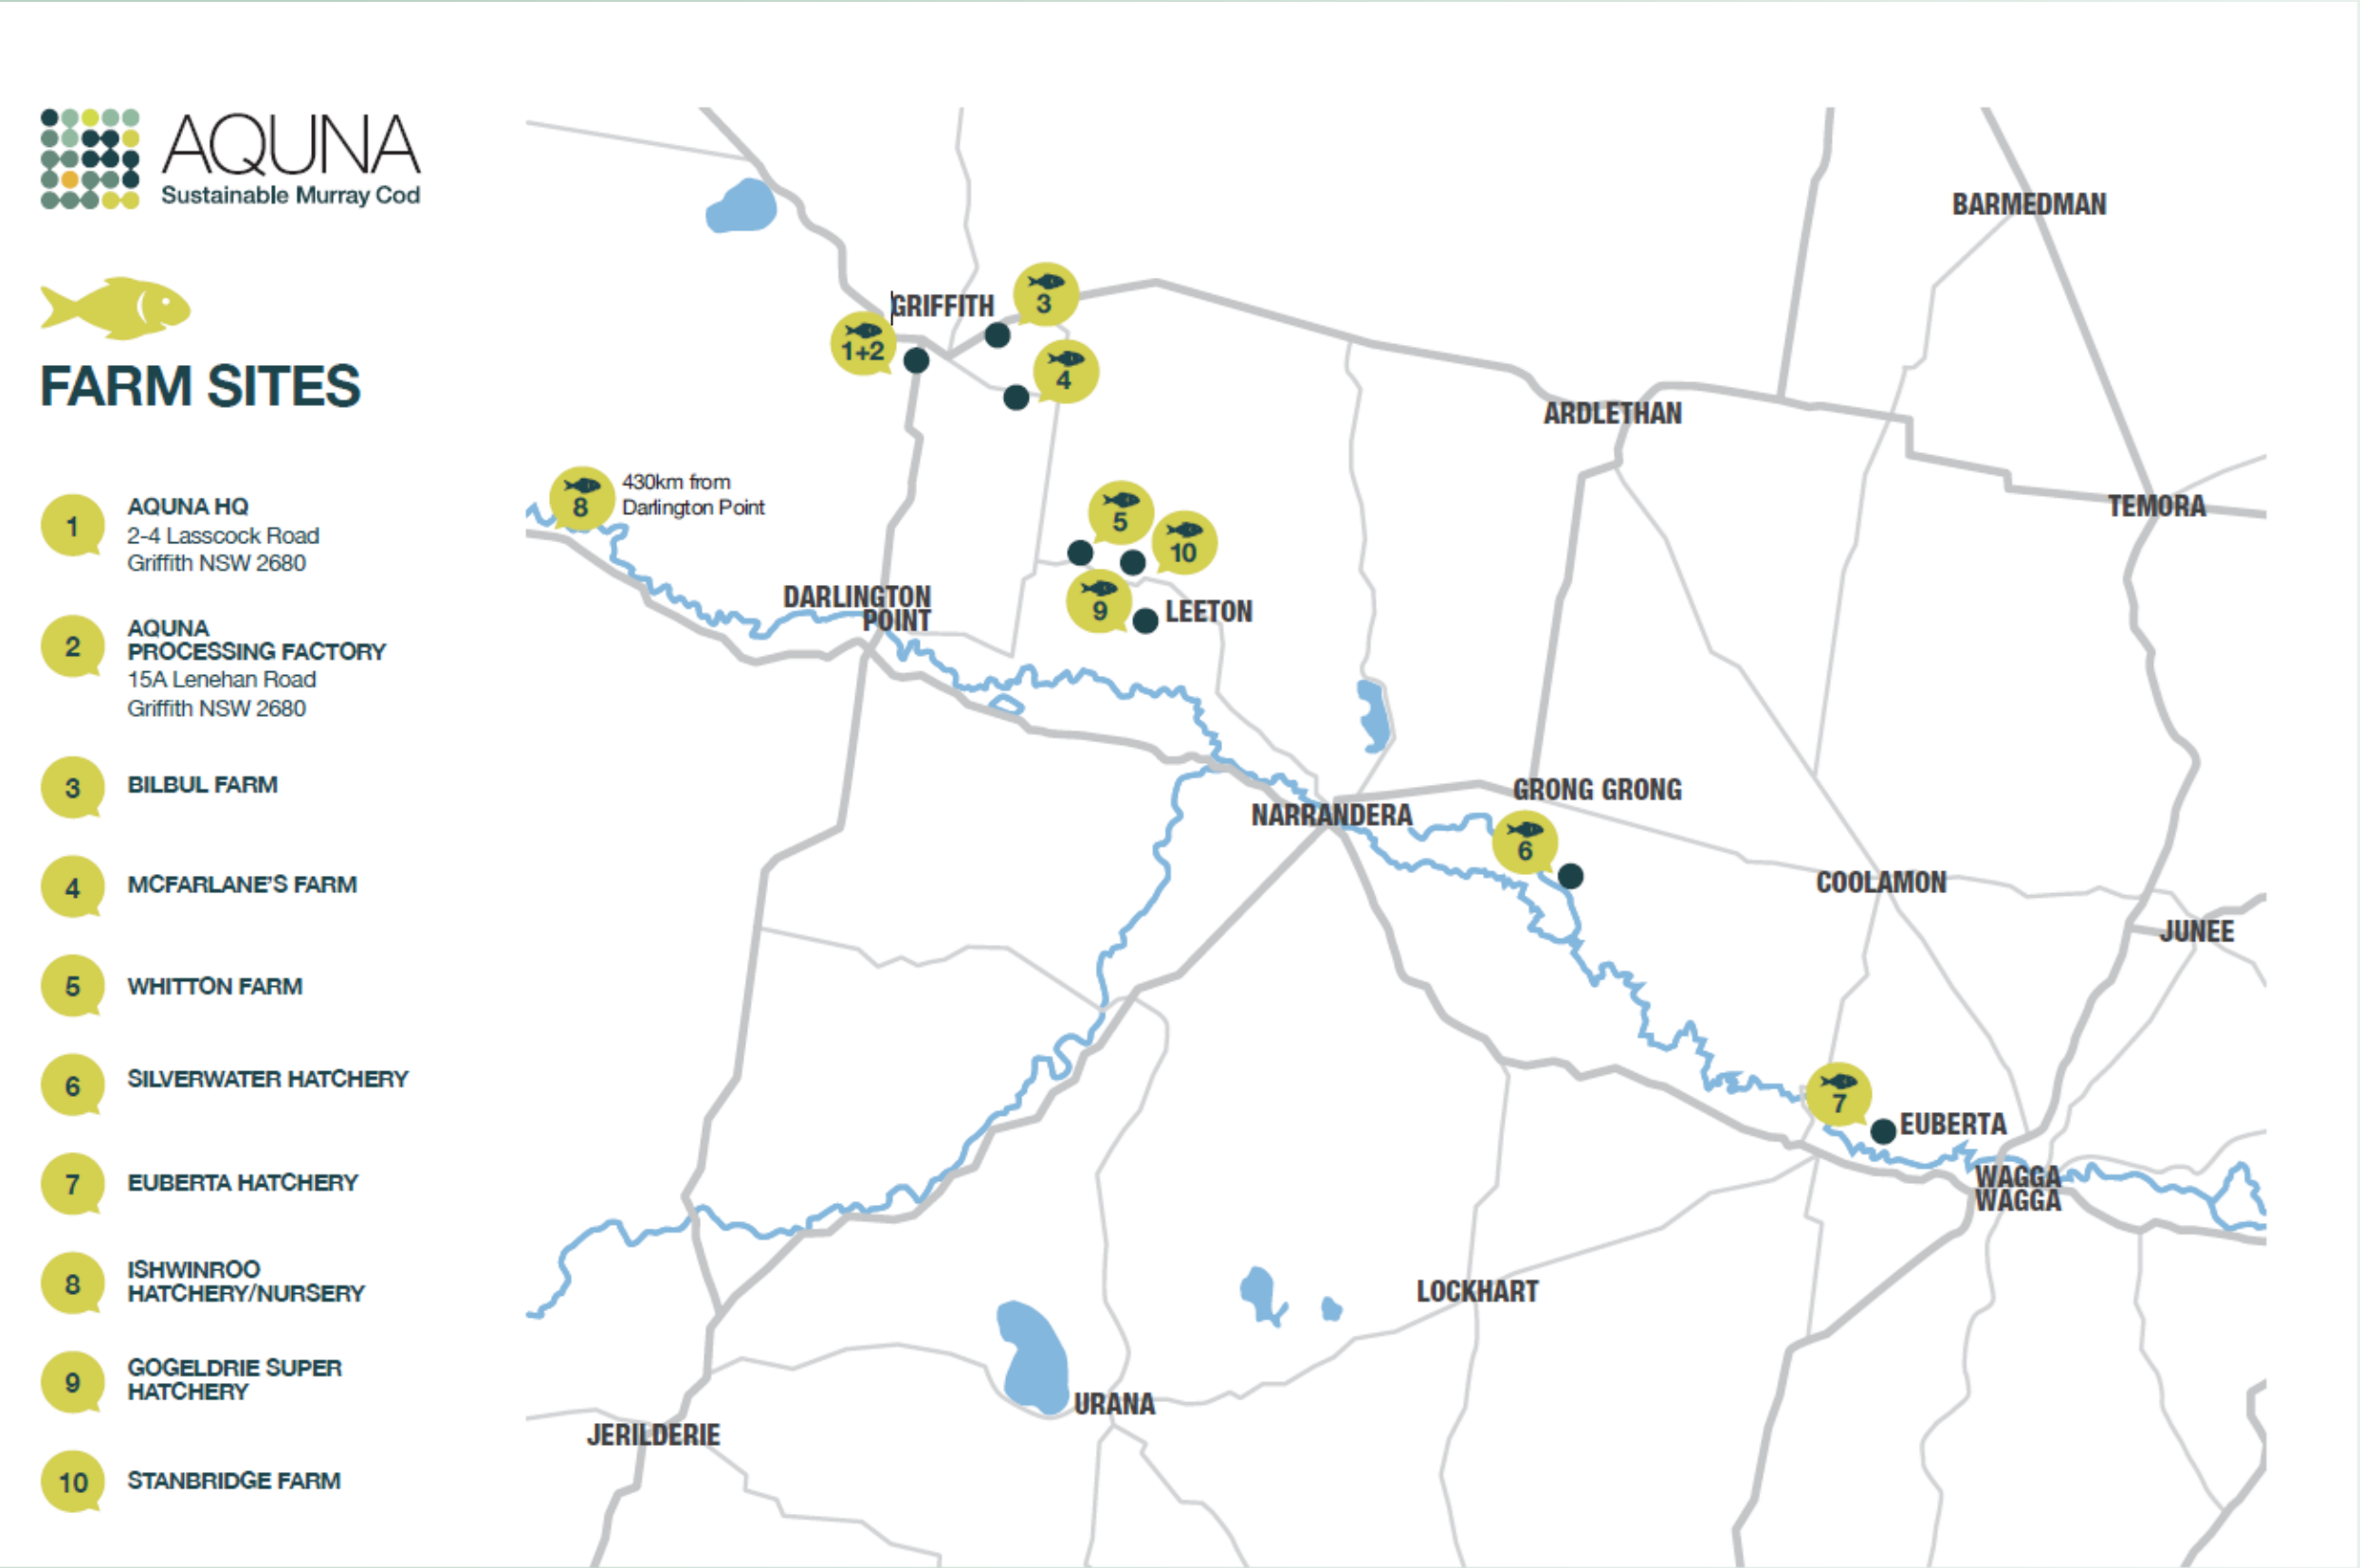 AQUNA
Sustainable Murray Cod
FARM SITES
1
AQUNA HQ
2-4 Lasscock Road
Griffith NSW 2680
2
AQUNA
PROCESSING FACTORY
15A Lenehan Road
Griffith NSW 2680
3
BILBUL FARM
4
MCFARLANE'S FARM
5
WHITTON FARM
6
SILVERWATER HATCHERY
7
EUBERTA HATCHERY
8
ISHWINROO
HATCHERY/NURSERY
9
GOGELDRIE SUPER
HATCHERY
10
STANBRIDGE FARM
BARMEDMAN
GRIFFITH
3
1+2
4
ARDLETHAN
8
430km from
Darlington Point
5
10
TEMORA
DARLINGTON
POINT
9
LEETON
GRONG GRONG
NARRANDERA
6
COOLAMON
JUNEE
7
EUBERTA
WAGGA
WAGGA
LOCKHART
URANA
JERILDERIE